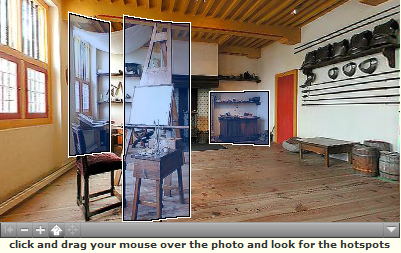 click and drag your mouse over the photo and look for the hotspots